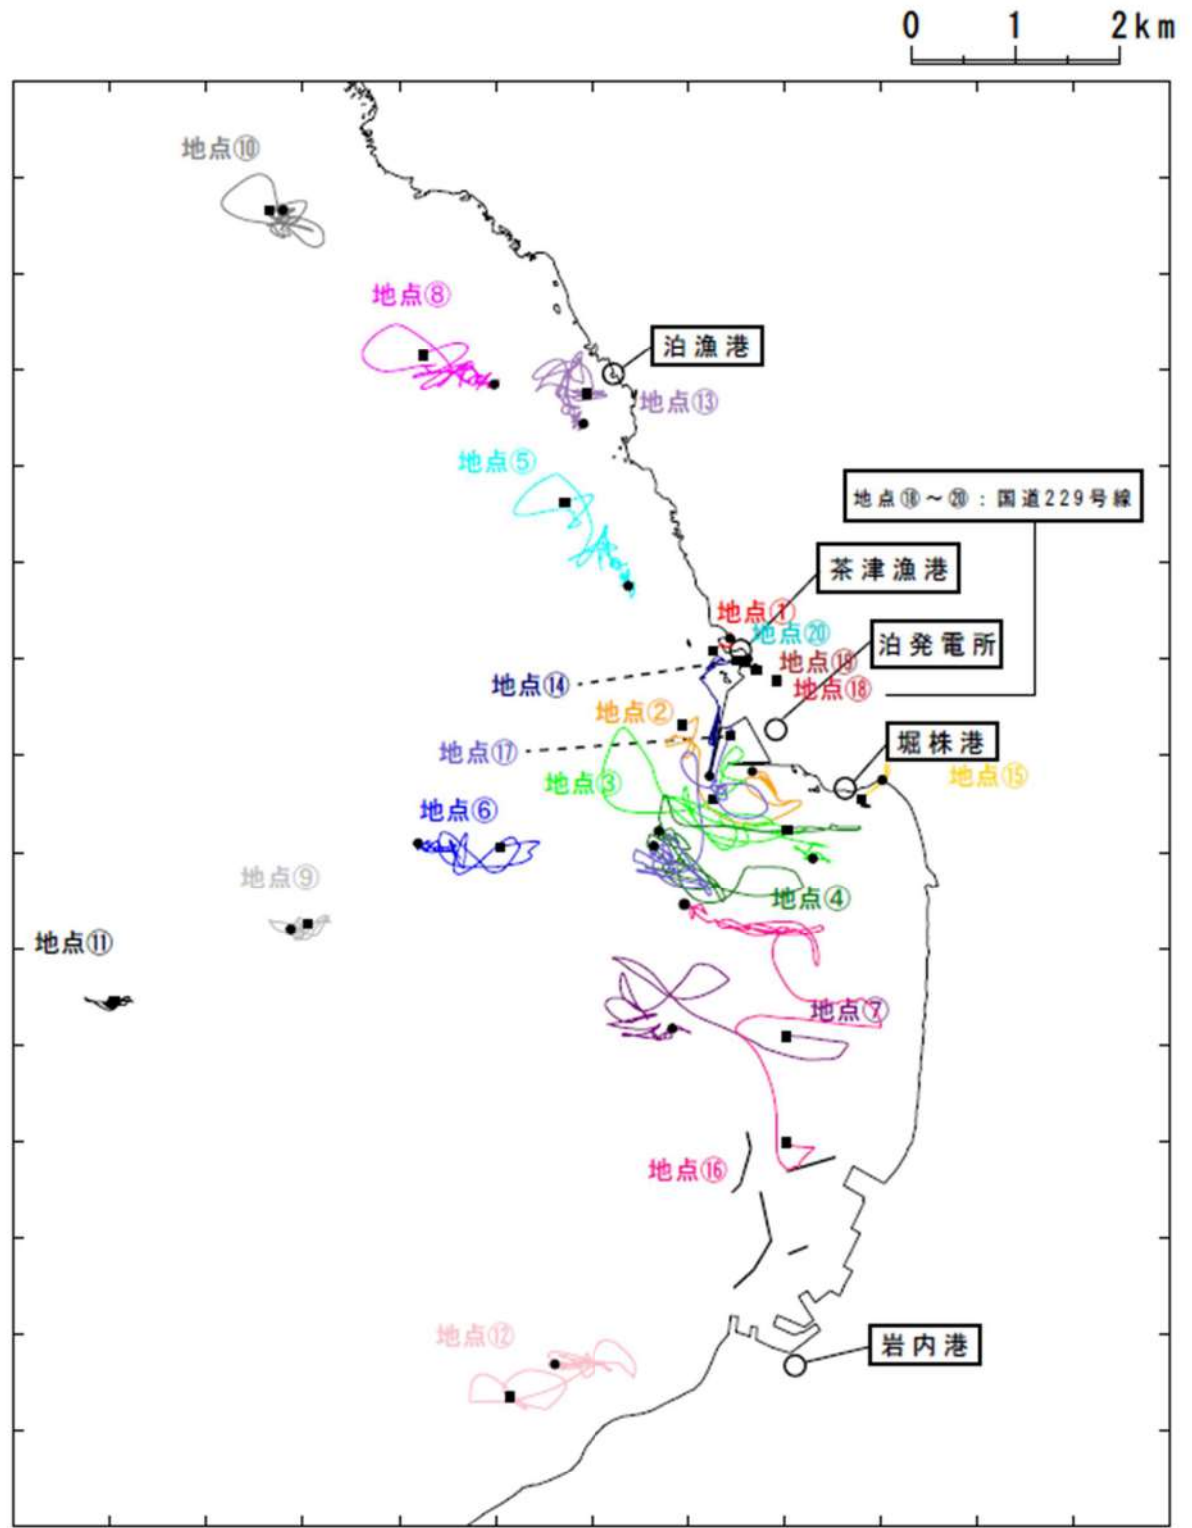 0 1 2km
地点⑩
地点⑧
泊漁港
地点⑬
地点⑤
地点⑱～⑳：国道229号線
茶津漁港
地点①
地点⑳
泊発電所
地点⑲
地点⑭
地点⑱
地点②
堀株港
地点⑰
地点③
地点⑮
地点⑥
地点⑨
地点④
地点⑪
地点⑦
地点⑯
地点⑫
岩内港